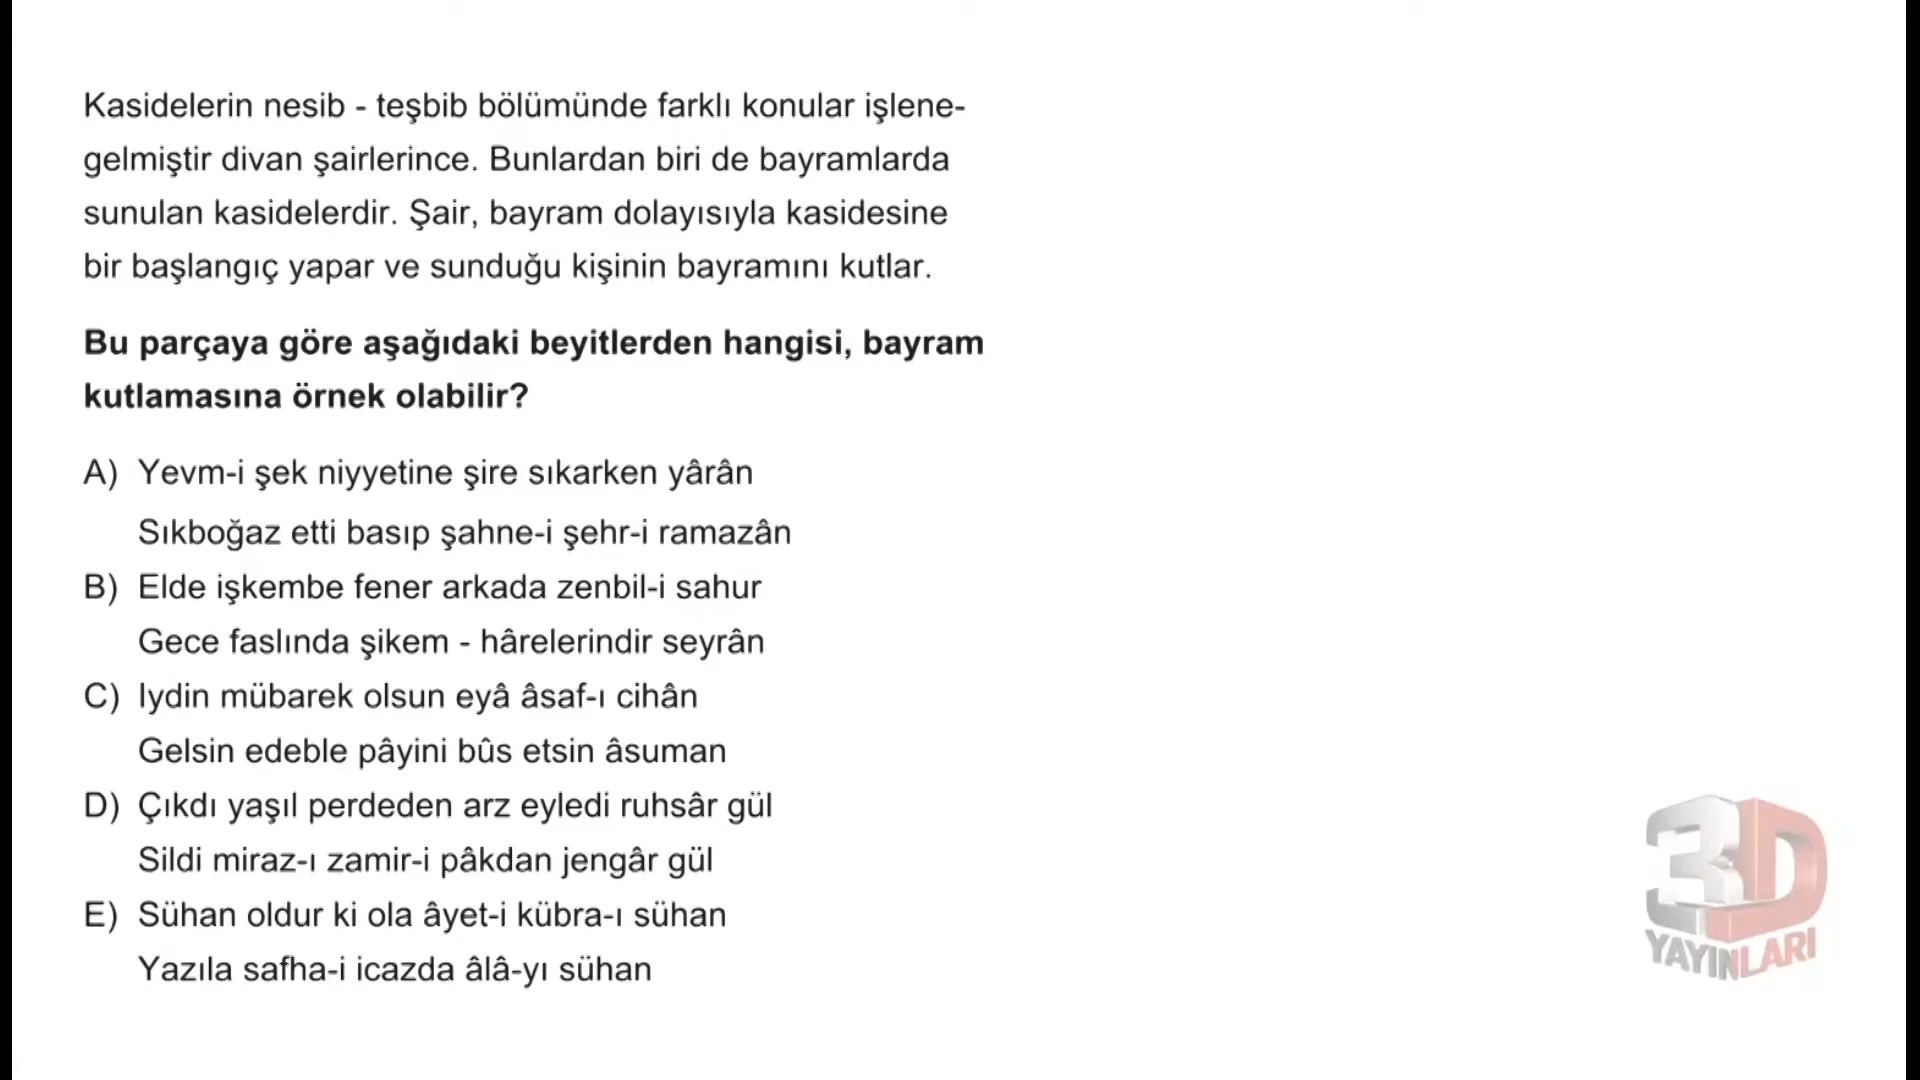 Kasidelerin nesib - teşbib bölümünde farklı konular işlene-
gelmiştir divan şairlerince. Bunlardan biri de bayramlarda
sunulan kasidelerdir. Şair, bayram dolayısıyla kasidesine
bir başlangıç yapar ve sunduğu kişinin bayramını kutlar.
Bu parçaya göre aşağıdaki beyitlerden hangisi, bayram
kutlamasına örnek olabilir?
A) Yevm-i şek niyyetine şire sıkarken yârân
Sıkboğaz etti basıp şahne-i şehr-i ramazân
B) Elde işkembe fener arkada zenbil-i sahur
Gece faslında şikem - hârelerindir seyrân
C) Iydin mübarek olsun eyâ âsaf-ı cihân
Gelsin edeble pâyini bûs etsin âsuman
D) Çıkdı yaşıl perdeden arz eyledi ruhsâr gül
Sildi miraz-ı zamir-i pâkdan jengâr gül
E) Sühan oldur ki ola âyet-i kübra-ı sühan
Yazıla safha-i icazda âlâ-yı sühan
3D
YAYINLARI